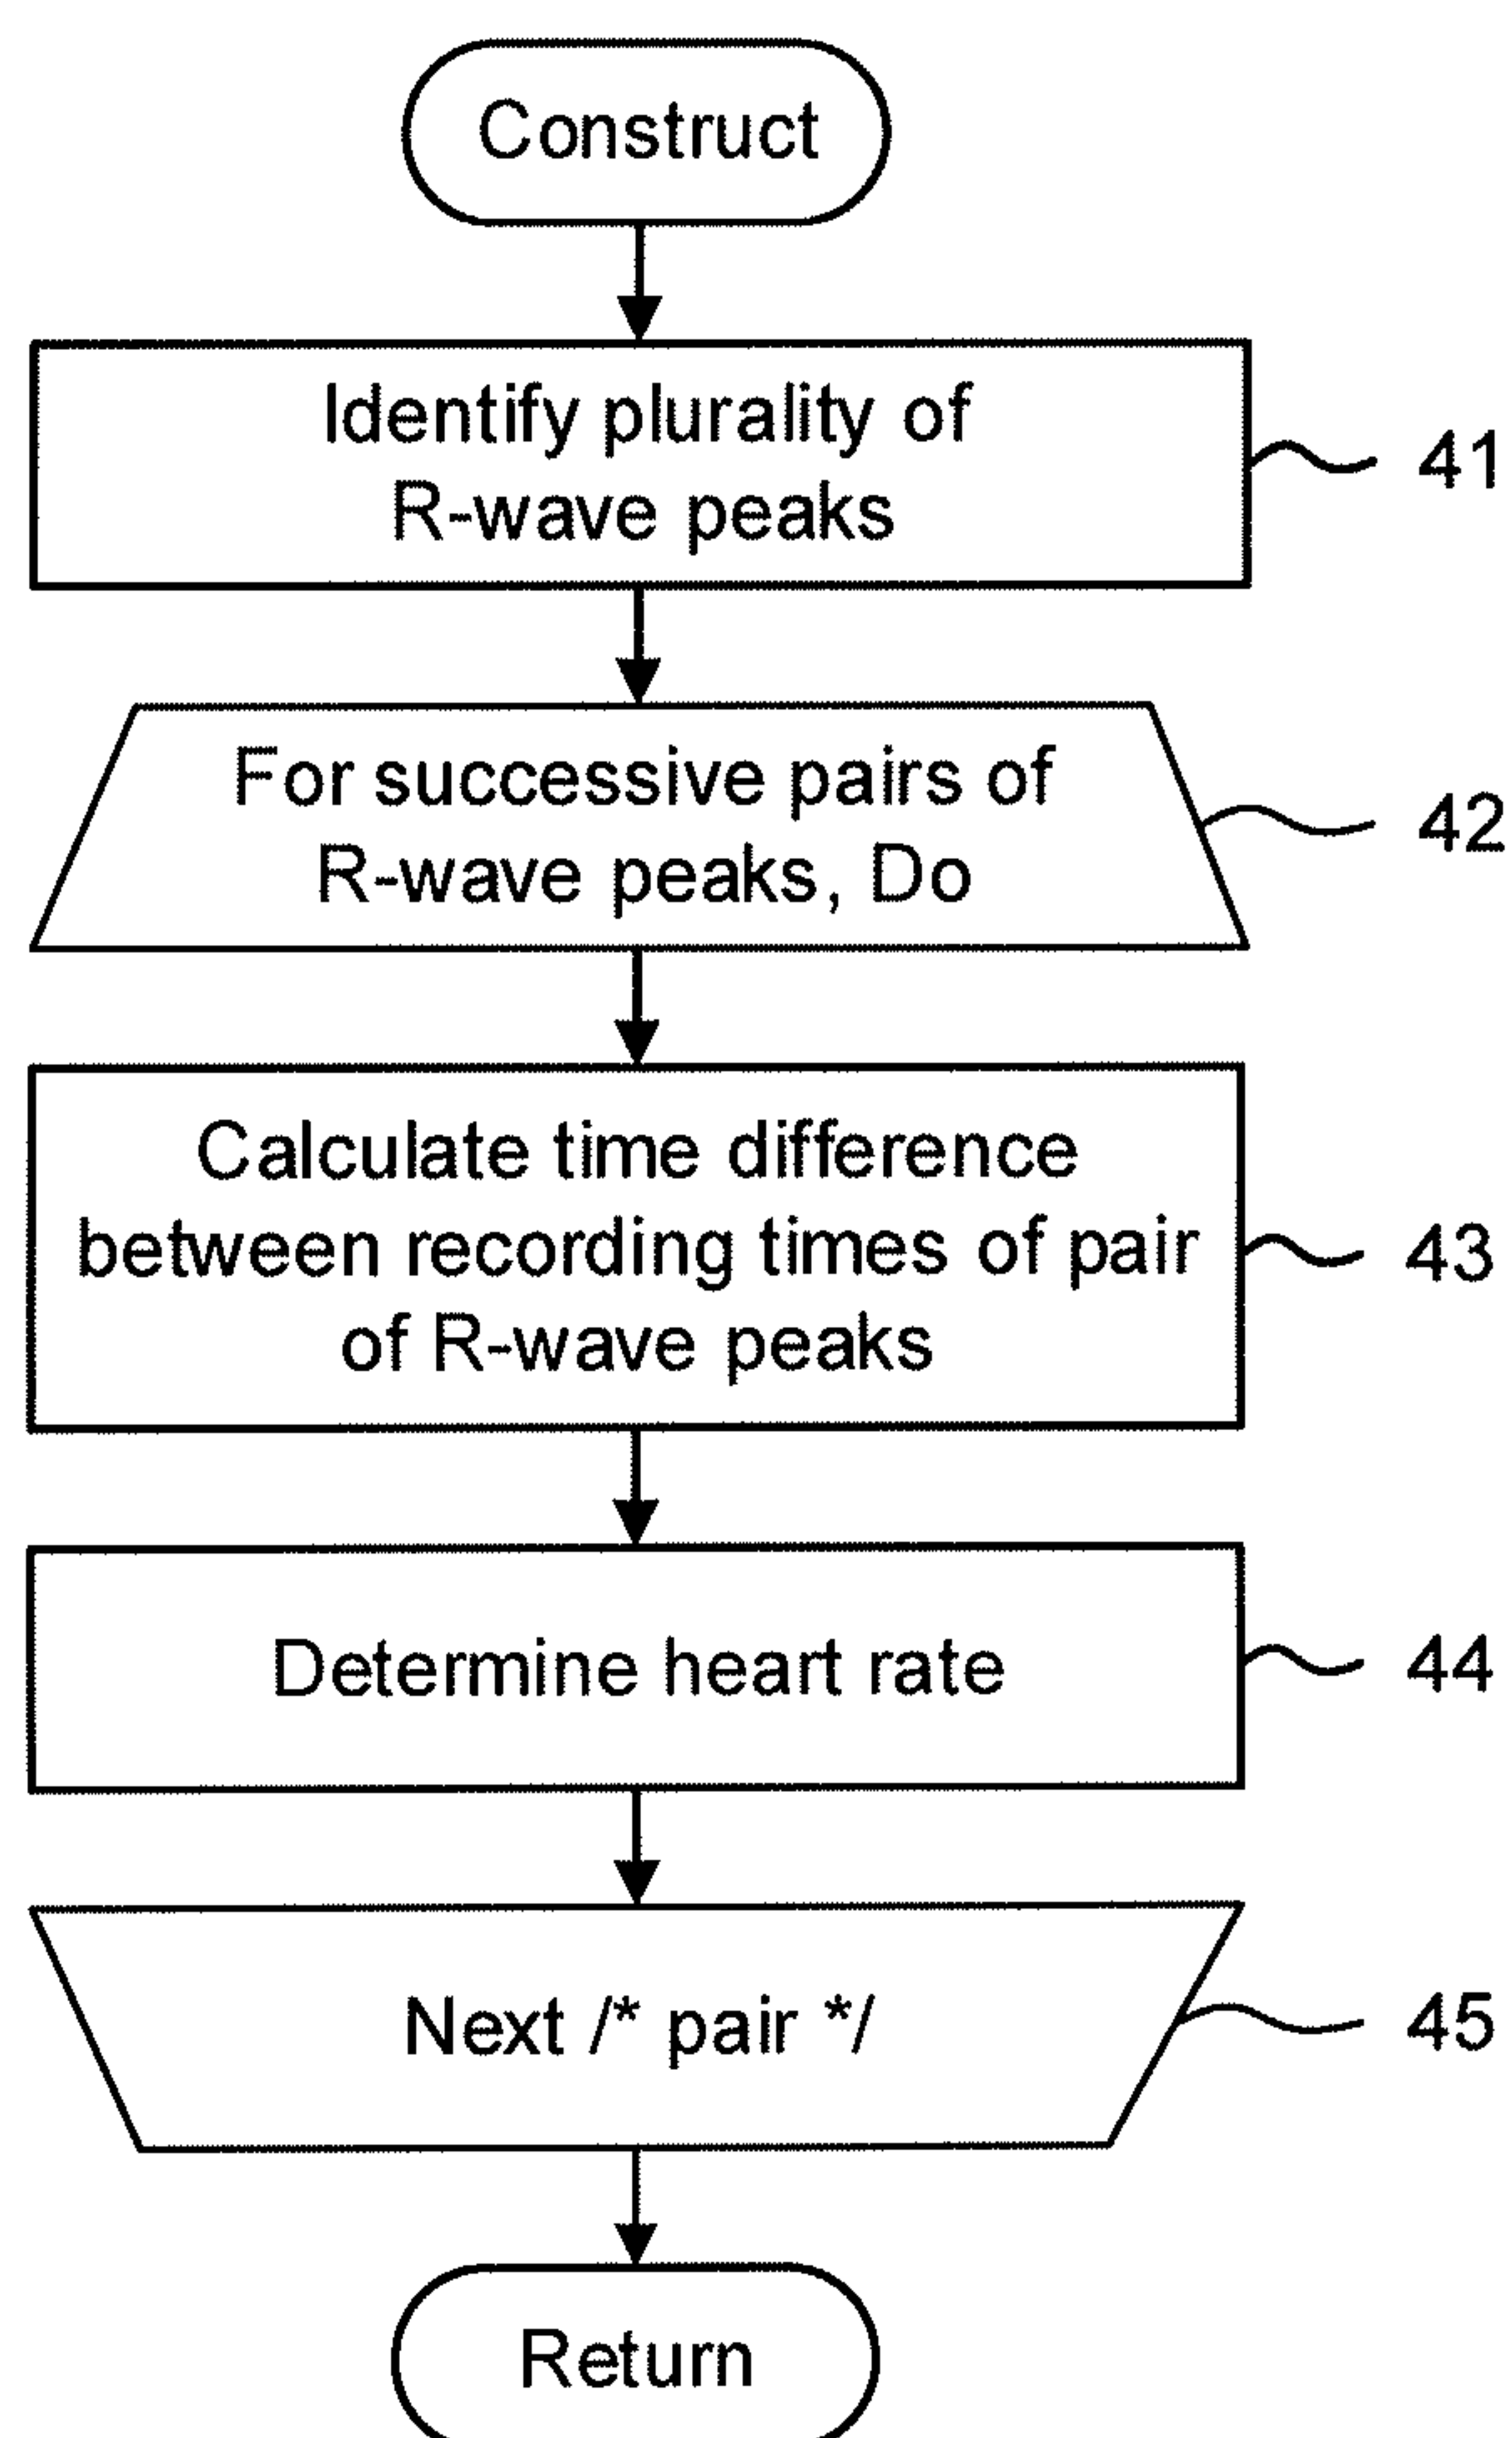 Construct
Identify plurality of
R-wave peaks
41
For successive pairs of
R-wave peaks, Do
42
Calculate time difference
between recording times of pair
of R-wave peaks
43
Determine heart rate
44
Next /* pair */
45
Return